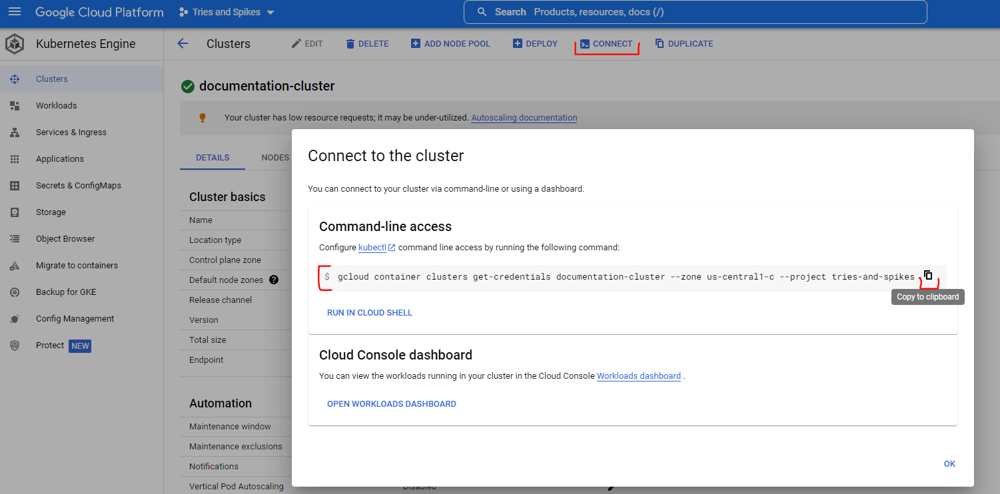 Google Cloud Platform
Tries and Spikes
Search Products, resources, docs (/)
Kubernetes Engine
Clusters
EDIT
DELETE
ADD NODE POOL
DEPLOY
CONNECT
DUPLICATE
Clusters
Workloads
Services & Ingress
Applications
Secrets & ConfigMaps
Storage
Object Browser
Migrate to containers
Backup for GKE
Config Management
Protect NEW
documentation-cluster
Your cluster has low resource requests; it may be under-utilized. Autoscaling documentation
DETAILS
NODES
Cluster basics
Name
Location type
Control plane zone
Default node zones ?
Release channel
Version
Total size
Endpoint
Automation
Maintenance window
Maintenance exclusions
Notifications
Vertical Pod Autoscaling
Disabled
Connect to the cluster
You can connect to your cluster via command-line or using a dashboard.
Command-line access
Configure kubectl command line access by running the following command:
$ gcloud container clusters get-credentials documentation-cluster --zone us-central1-c --project tries-and-spikes
Copy to clipboard
RUN IN CLOUD SHELL
Cloud Console dashboard
You can view the workloads running in your cluster in the Cloud Console Workloads dashboard .
OPEN WORKLOADS DASHBOARD
OK